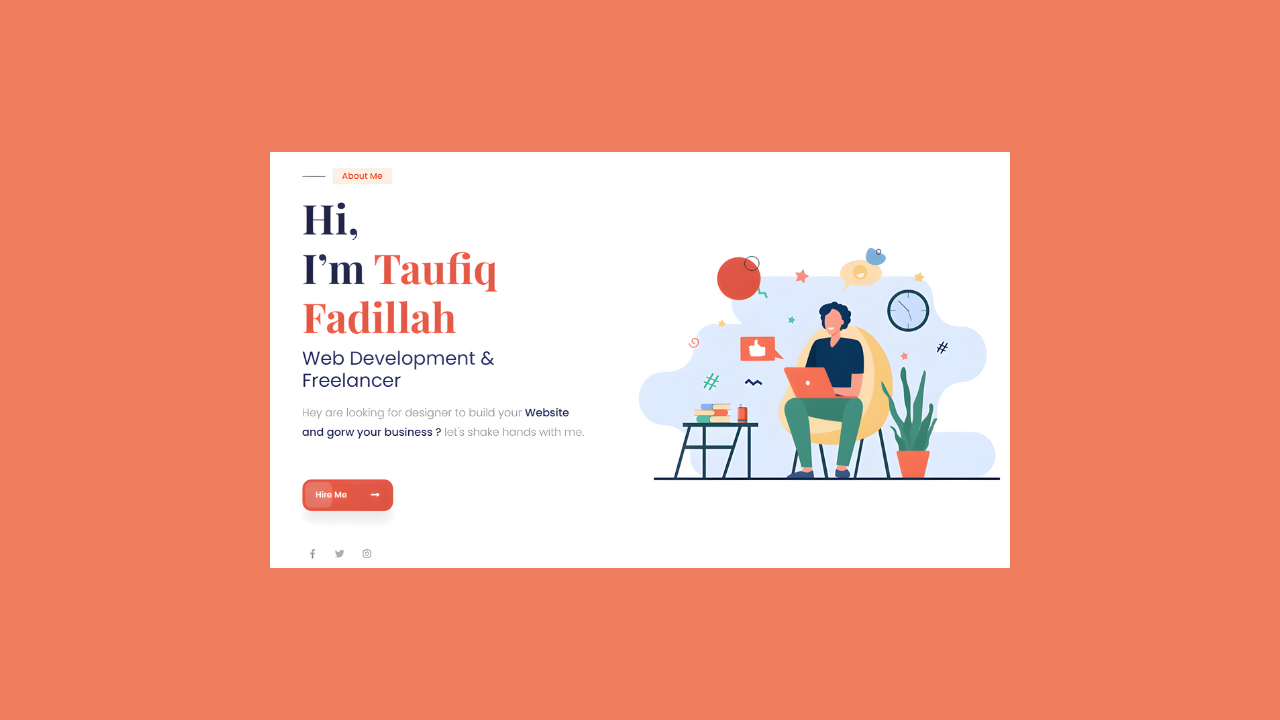 About Me
Hi,
I’m Taufiq
Fadillah
Web Development &
Freelancer
Hey are looking for designer to build your Website
and gorw your business ? let's shake hands with me.
Hire Me